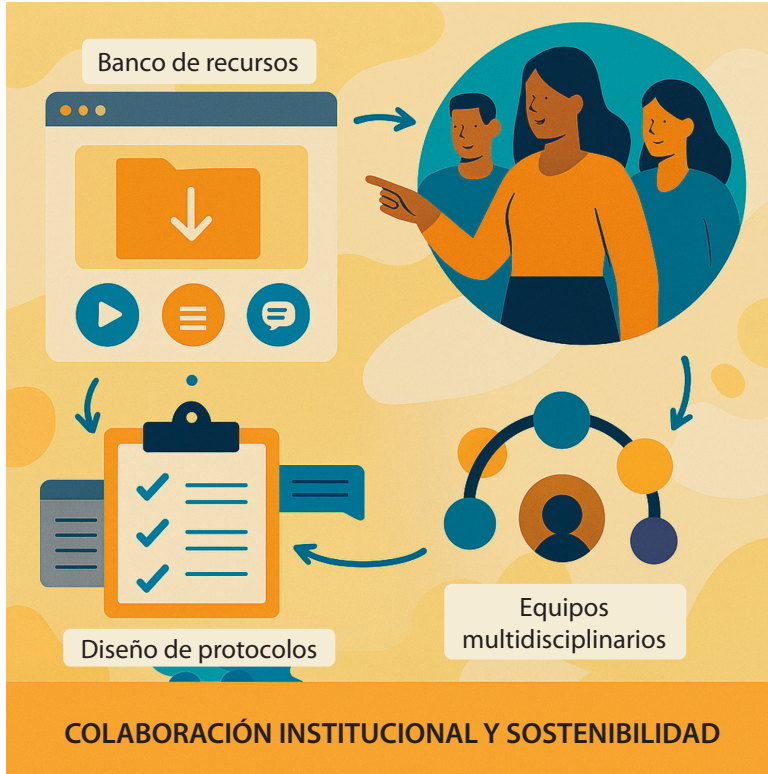 Banco de recursos
Equipos
multidisciplinarios
Diseño de protocolos
COLABORACIÓN INSTITUCIONAL Y SOSTENIBILIDAD